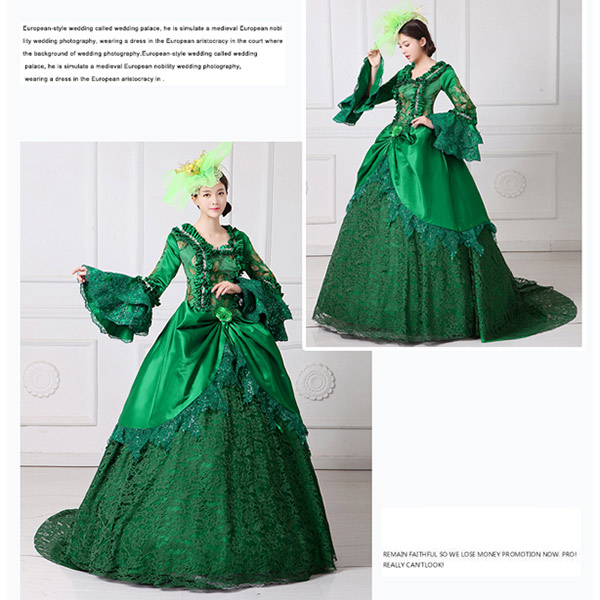 European-style wedding called wedding palace, he is simulate a medieval European nobi
lity wedding photography, wearing a dress in the European aristocracy in the court where
the background of wedding photography.European-style wedding called wedding
palace, he is simulate a medieval European nobility wedding photography,
wearing a dress in the European aristocracy in .
REMAIN FAITHFUL SO WE LOSE MONEY PROMOTION NOW. PRO!
REALLY CAN'TLOOK!